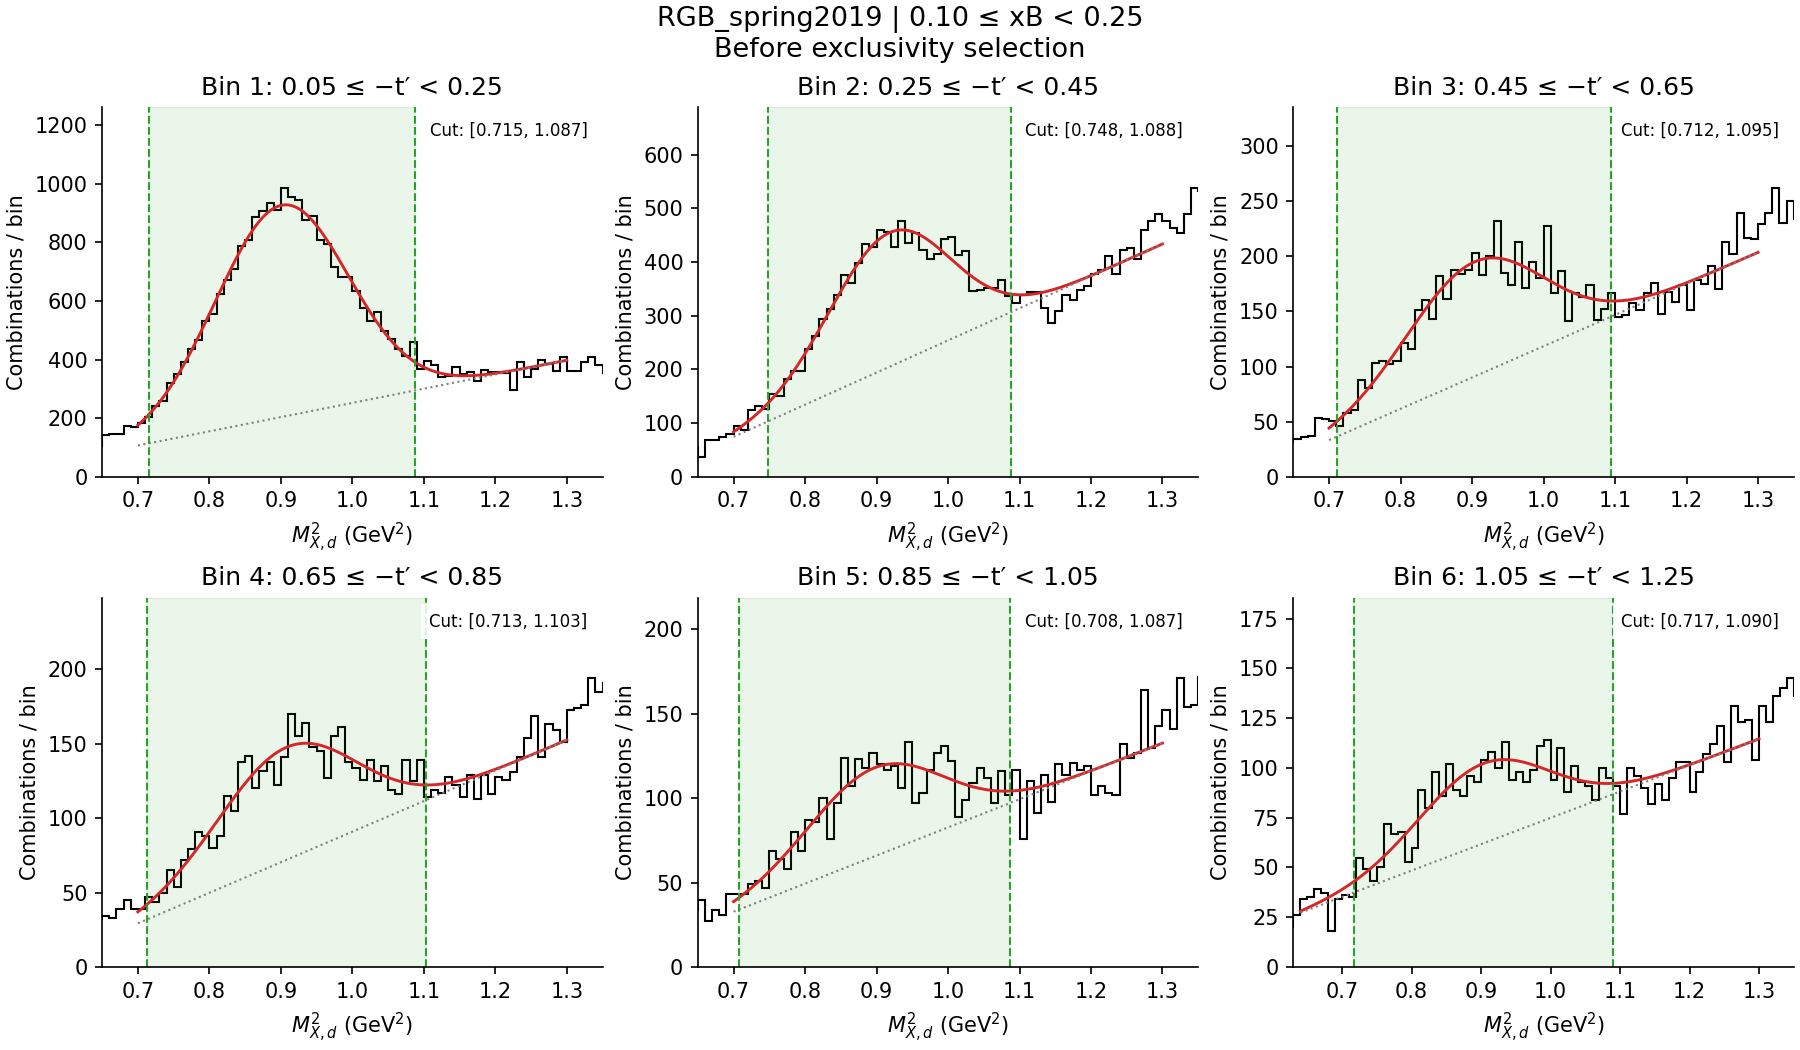 RGB_spring2019 | 0.10 ≤ xB < 0.25
Before exclusivity selection
Bin 1: 0.05 ≤ −t′ < 0.25
Cut: [0.715, 1.087]
Combinations / bin
0
200
400
600
800
1000
1200
0.7 0.8 0.9 1.0 1.1 1.2 1.3
M²X,d (GeV²)
Bin 2: 0.25 ≤ −t′ < 0.45
Cut: [0.748, 1.088]
Combinations / bin
0
100
200
300
400
500
600
0.7 0.8 0.9 1.0 1.1 1.2 1.3
M²X,d (GeV²)
Bin 3: 0.45 ≤ −t′ < 0.65
Cut: [0.712, 1.095]
Combinations / bin
0
50
100
150
200
250
300
0.7 0.8 0.9 1.0 1.1 1.2 1.3
M²X,d (GeV²)
Bin 4: 0.65 ≤ −t′ < 0.85
Cut: [0.713, 1.103]
Combinations / bin
0
50
100
150
200
0.7 0.8 0.9 1.0 1.1 1.2 1.3
M²X,d (GeV²)
Bin 5: 0.85 ≤ −t′ < 1.05
Cut: [0.708, 1.087]
Combinations / bin
0
50
100
150
200
0.7 0.8 0.9 1.0 1.1 1.2 1.3
M²X,d (GeV²)
Bin 6: 1.05 ≤ −t′ < 1.25
Cut: [0.717, 1.090]
Combinations / bin
0
25
50
75
100
125
150
175
0.7 0.8 0.9 1.0 1.1 1.2 1.3
M²X,d (GeV²)